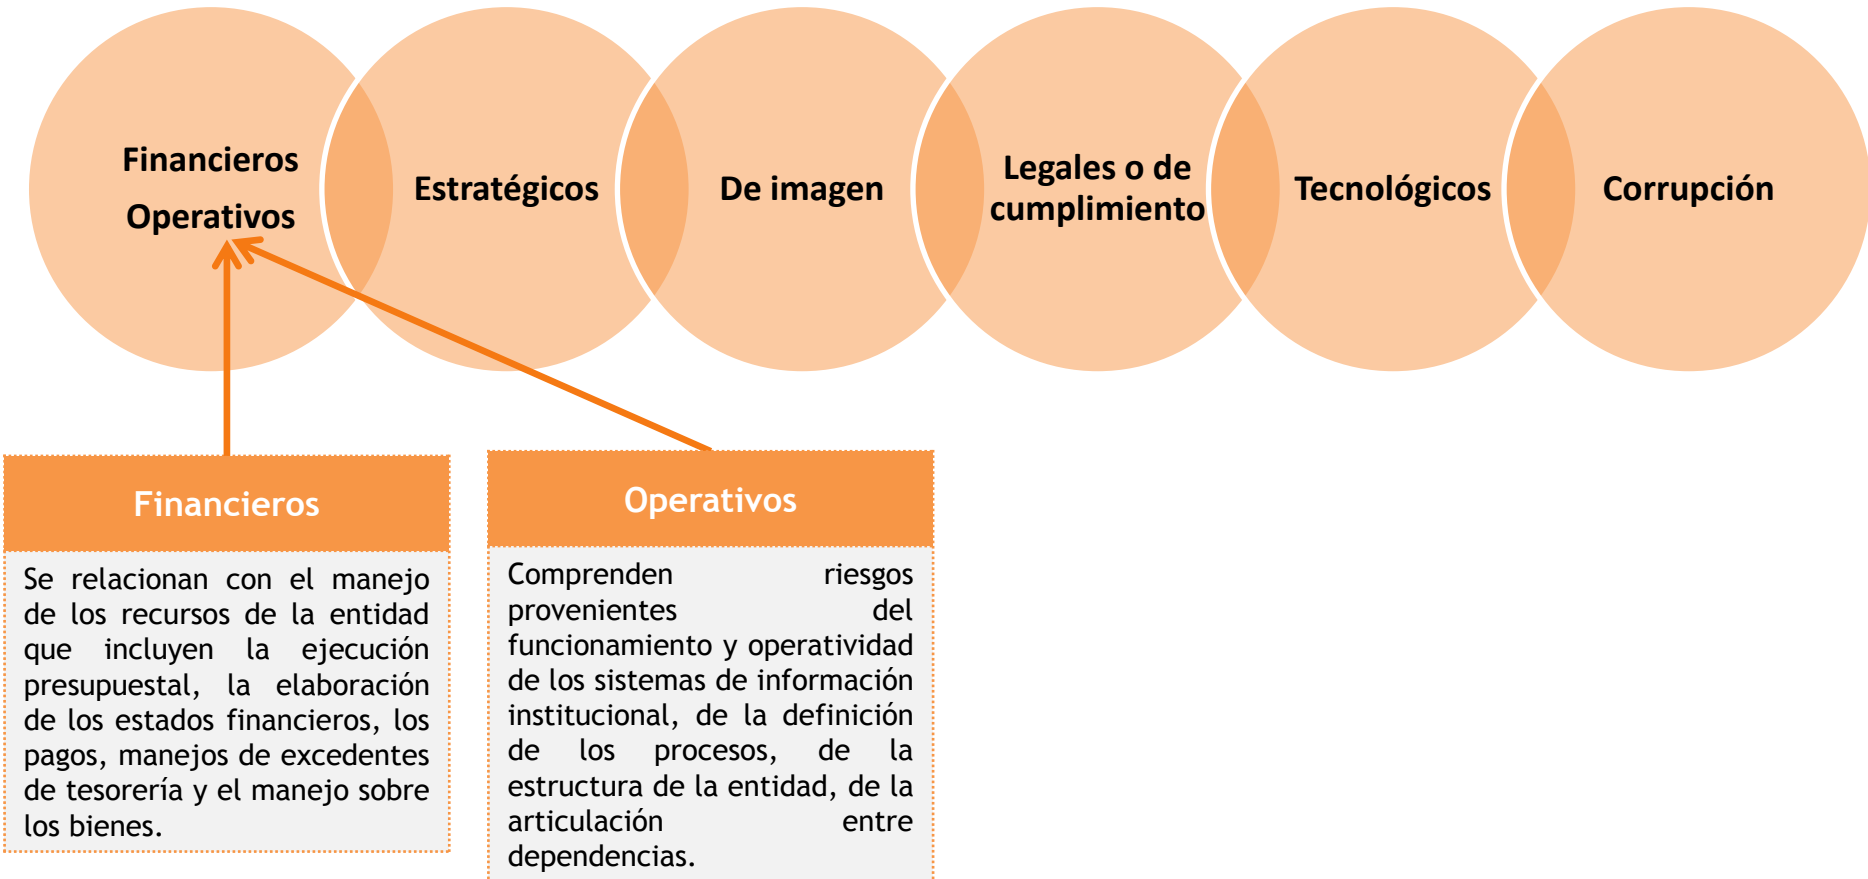 Financieros
Operativos
Estratégicos
De imagen
Legales o de
cumplimiento
Tecnológicos
Corrupción
Financieros
Se relacionan con el manejo
de los recursos de la entidad
que incluyen la ejecución
presupuestal, la elaboración
de los estados financieros, los
pagos, manejos de excedentes
de tesorería y el manejo sobre
los bienes.
Operativos
Comprenden riesgos
provenientes del
funcionamiento y operatividad
de los sistemas de información
institucional, de la definición
de los procesos, de la
estructura de la entidad, de la
articulación entre
dependencias.